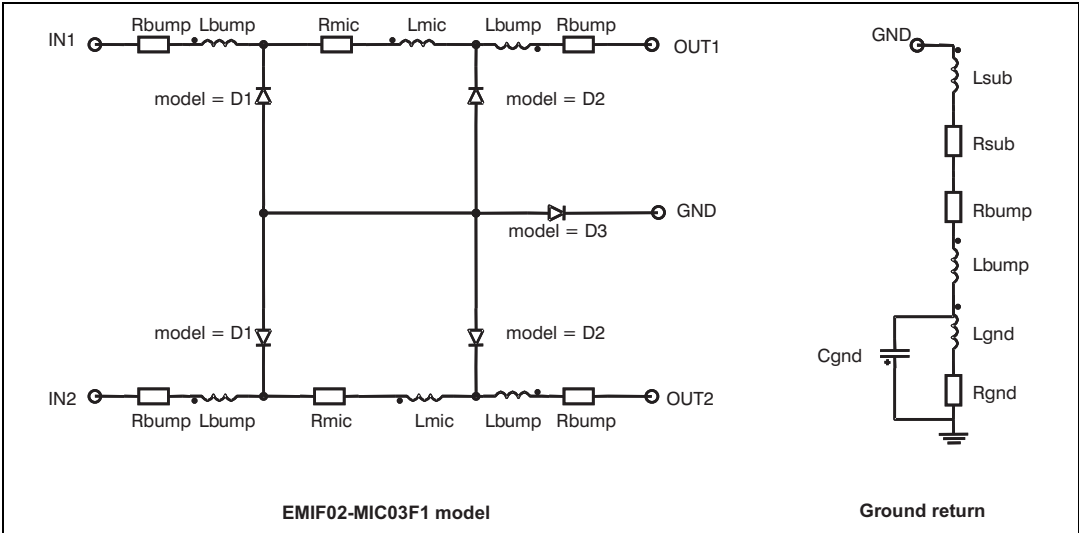 Rbump Lbump Rmic Lmic Lbump Rbump
IN1 OUT1
model = D1 model = D2
GND
model = D3
model = D1 model = D2
IN2 OUT2
Rbump Lbump Rmic Lmic Lbump Rbump
EMIF02-MIC03F1 model
GND
Lsub
Rsub
Rbump
Lbump
Lgnd
Cgnd
Rgnd
Ground return